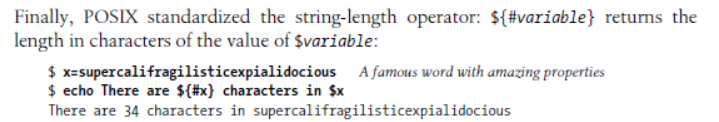 Finally, POSIX standardized the string-length operator: ${#variable} returns the
length in characters of the value of $variable:
$ x=supercalifragilisticexpialidocious A famous word with amazing properties
$ echo There are ${#x} characters in $x
There are 34 characters in supercalifragilisticexpialidocious